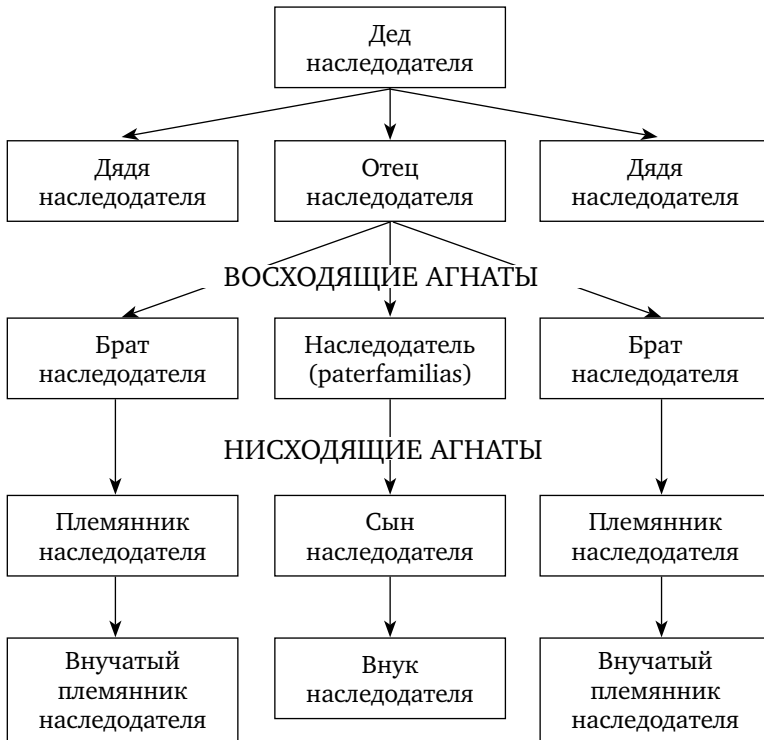 Дед
наследодателя
Дядя
наследодателя
Отец
наследодателя
Дядя
наследодателя
ВОСХОДЯЩИЕ АГНАТЫ
Брат
наследодателя
Наследодатель
(paterfamilias)
Брат
наследодателя
НИСХОДЯЩИЕ АГНАТЫ
Племянник
наследодателя
Сын
наследодателя
Племянник
наследодателя
Внучатый
племянник
наследодателя
Внук
наследодателя
Внучатый
племянник
наследодателя